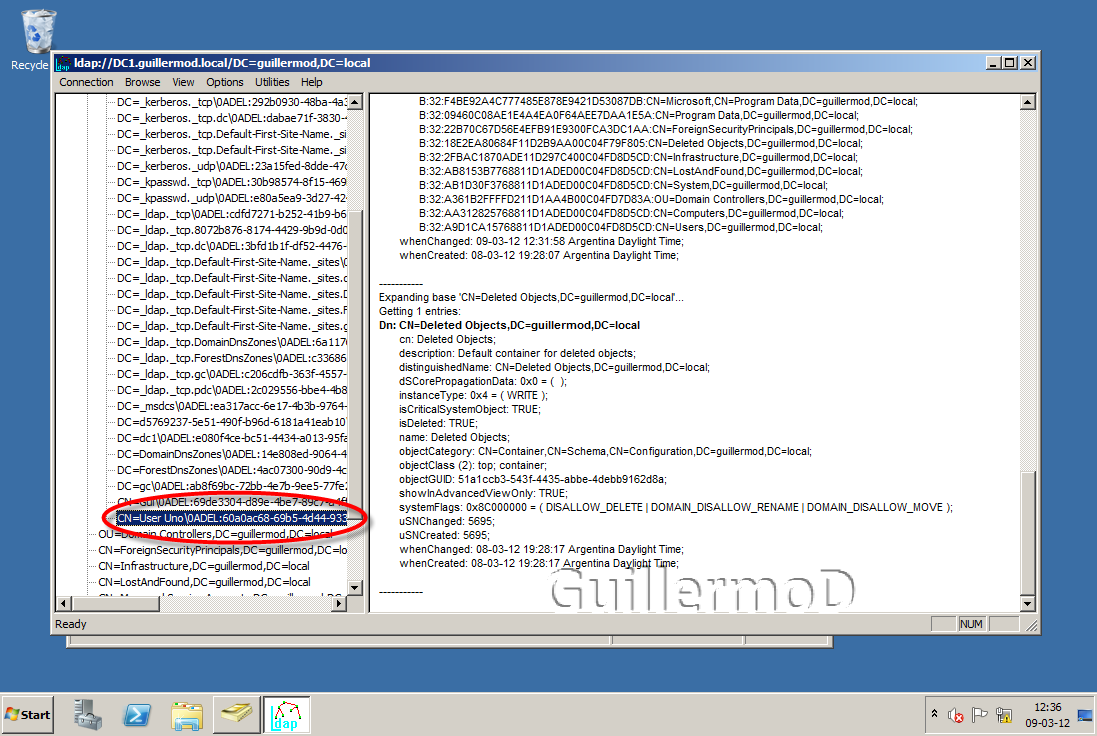 Recycle
ldap://DC1.guillermod.local/DC=guillermod,DC=local
Connection Browse View Options Utilities Help
DC=_kerberos._tcp\0ADEL:292b0930-48ba-4a3
DC=_kerberos._tcp.dc\0ADEL:dabae71f-3830-
DC=_kerberos._tcp.Default-First-Site-Name._si
DC=_kerberos._tcp.Default-First-Site-Name._si
DC=_kerberos._udp\0ADEL:23a15fed-8dde-47c
DC=_kpasswd._tcp\0ADEL:30b98574-8f15-469
DC=_kpasswd._udp\0ADEL:e80a5ea9-3d27-42
DC=_ldap._tcp\0ADEL:cdfd7271-b252-41b9-b6
DC=_ldap._tcp.8072b876-8174-4429-9b9d-0d0
DC=_ldap._tcp.dc\0ADEL:3bfd1b1f-df52-4476-
DC=_ldap._tcp.Default-First-Site-Name._sites\0
DC=_ldap._tcp.Default-First-Site-Name._sites.d
DC=_ldap._tcp.Default-First-Site-Name._sites.D
DC=_ldap._tcp.Default-First-Site-Name._sites.F
DC=_ldap._tcp.Default-First-Site-Name._sites.g
DC=_ldap._tcp.DomainDnsZones\0ADEL:6a117
DC=_ldap._tcp.ForestDnsZones\0ADEL:c33686
DC=_ldap._tcp.gc\0ADEL:c206cdfb-363f-4557-
DC=_ldap._tcp.pdc\0ADEL:2c029556-bbe4-4b8
DC=_msdcs\0ADEL:ea317acc-6e17-4b3b-9764-
DC=d5769237-5e51-490f-b96d-6181a41eab10
DC=dc1\0ADEL:e080f4ce-bc51-4434-a013-95fa
DC=DomainDnsZones\0ADEL:14e808ed-9064-4
DC=ForestDnsZones\0ADEL:4ac07300-90d9-4c
DC=gc\0ADEL:ab8f69bc-72bb-4e7b-9ee5-77fe
CN=Gui\0ADEL:69de3304-d89e-4be7-89c7-a4f
CN=User Uno\0ADEL:60a0ac68-69b5-4d44-933
OU=Domain Controllers,DC=guillermod,DC=local
CN=ForeignSecurityPrincipals,DC=guillermod,DC=lo
CN=Infrastructure,DC=guillermod,DC=local
CN=LostAndFound,DC=guillermod,DC=local
B:32:F4BE92A4C777485E878E9421D53087DB:CN=Microsoft,CN=Program Data,DC=guillermod,DC=local;
B:32:09460C08AE1E4A4EA0F64AEE7DAA1E5A:CN=Program Data,DC=guillermod,DC=local;
B:32:22B70C67D56E4EFB91E9300FCA3DC1AA:CN=ForeignSecurityPrincipals,DC=guillermod,DC=local;
B:32:18E2EA80684F11D2B9AA00C04F79F805:CN=Deleted Objects,DC=guillermod,DC=local;
B:32:2FBAC1870ADE11D297C400C04FD8D5CD:CN=Infrastructure,DC=guillermod,DC=local;
B:32:AB8153B7768811D1ADED00C04FD8D5CD:CN=LostAndFound,DC=guillermod,DC=local;
B:32:AB1D30F3768811D1ADED00C04FD8D5CD:CN=System,DC=guillermod,DC=local;
B:32:A361B2FFFFD211D1AA4B00C04FD7D83A:OU=Domain Controllers,DC=guillermod,DC=local;
B:32:AA312825768811D1ADED00C04FD8D5CD:CN=Computers,DC=guillermod,DC=local;
B:32:A9D1CA15768811D1ADED00C04FD8D5CD:CN=Users,DC=guillermod,DC=local;
whenChanged: 09-03-12 12:31:58 Argentina Daylight Time;
whenCreated: 08-03-12 19:28:07 Argentina Daylight Time;
-----------
Expanding base 'CN=Deleted Objects,DC=guillermod,DC=local'...
Getting 1 entries:
Dn: CN=Deleted Objects,DC=guillermod,DC=local
cn: Deleted Objects;
description: Default container for deleted objects;
distinguishedName: CN=Deleted Objects,DC=guillermod,DC=local;
dSCorePropagationData: 0x0 = (  );
instanceType: 0x4 = ( WRITE );
isCriticalSystemObject: TRUE;
isDeleted: TRUE;
name: Deleted Objects;
objectCategory: CN=Container,CN=Schema,CN=Configuration,DC=guillermod,DC=local;
objectClass (2): top; container;
objectGUID: 51a1ccb3-543f-4435-abbe-4debb9162d8a;
showInAdvancedViewOnly: TRUE;
systemFlags: 0x8C000000 = ( DISALLOW_DELETE | DOMAIN_DISALLOW_RENAME | DOMAIN_DISALLOW_MOVE );
uSNChanged: 5695;
uSNCreated: 5695;
whenChanged: 08-03-12 19:28:17 Argentina Daylight Time;
whenCreated: 08-03-12 19:28:17 Argentina Daylight Time;
-----------
GuillermoD
Ready
NUM
Start
ldap
12:36
09-03-12